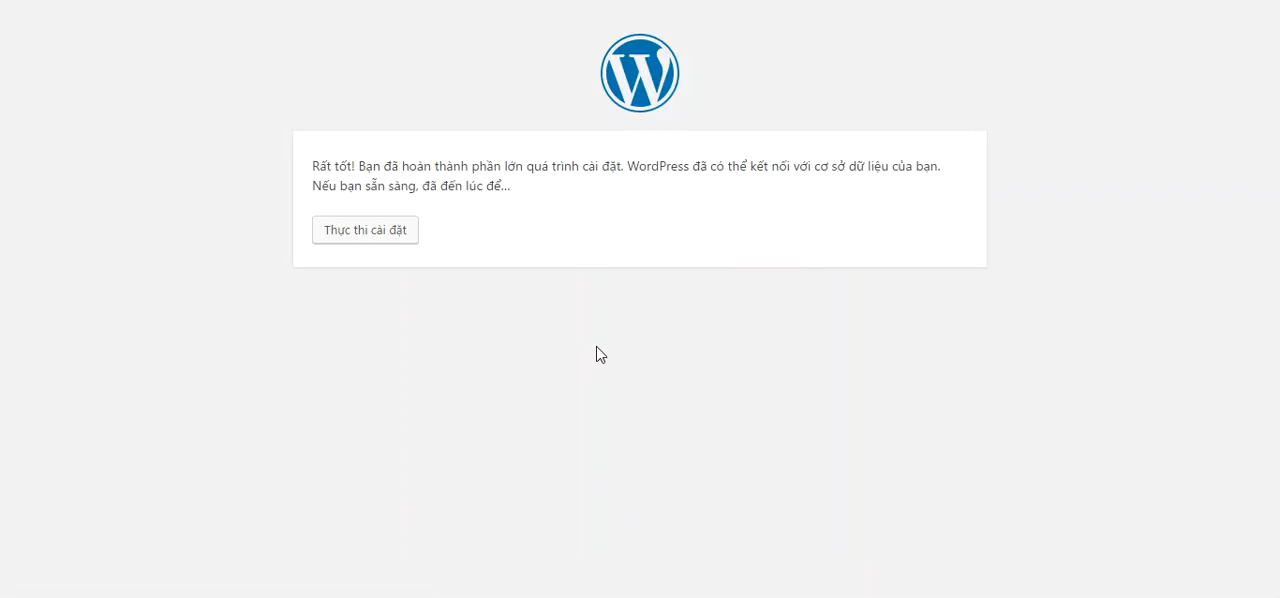 Rất tốt! Bạn đã hoàn thành phần lớn quá trình cài đặt. WordPress đã có thể kết nối với cơ sở dữ liệu của bạn.
Nếu bạn sẵn sàng, đã đến lúc để…
Thực thi cài đặt